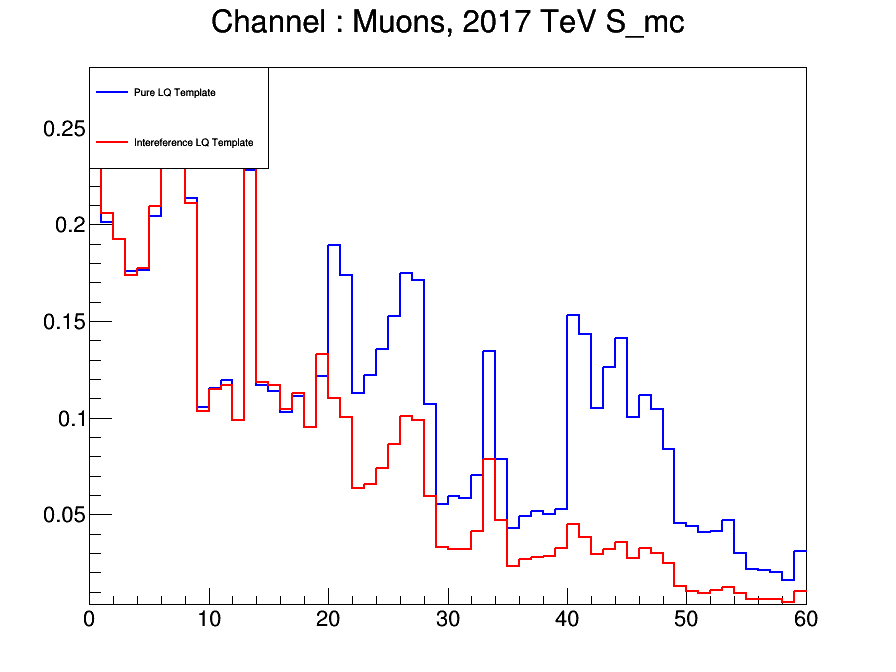 Channel : Muons, 2017 TeV S_mc
Pure LQ Template
Intereference LQ Template
0.25
0.2
0.15
0.1
0.05
0 10 20 30 40 50 60